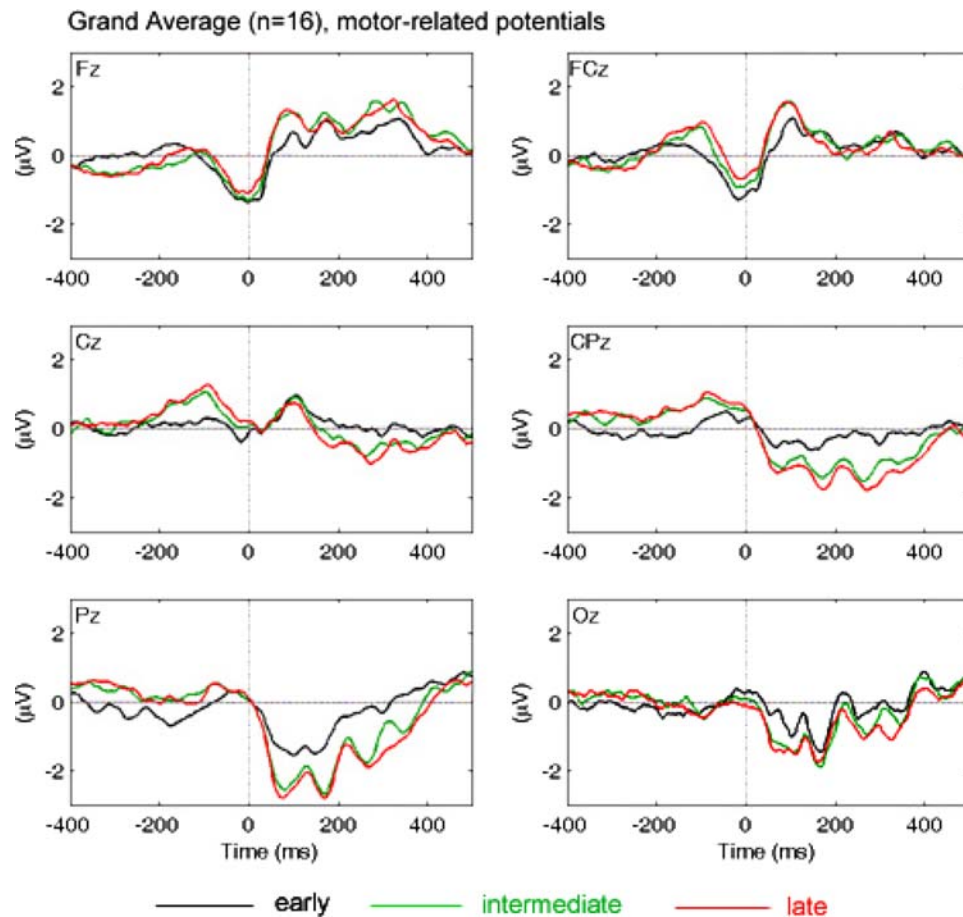 Grand Average (n=16), motor-related potentials
Fz
FCz
2
0
-2
(µV)
-400 -200 0 200 400
2
0
-2
(µV)
-400 -200 0 200 400
Cz
CPz
2
0
-2
(µV)
-400 -200 0 200 400
2
0
-2
(µV)
-400 -200 0 200 400
Pz
Oz
2
0
-2
(µV)
-400 -200 0 200 400
Time (ms)
2
0
-2
(µV)
-400 -200 0 200 400
Time (ms)
early intermediate late